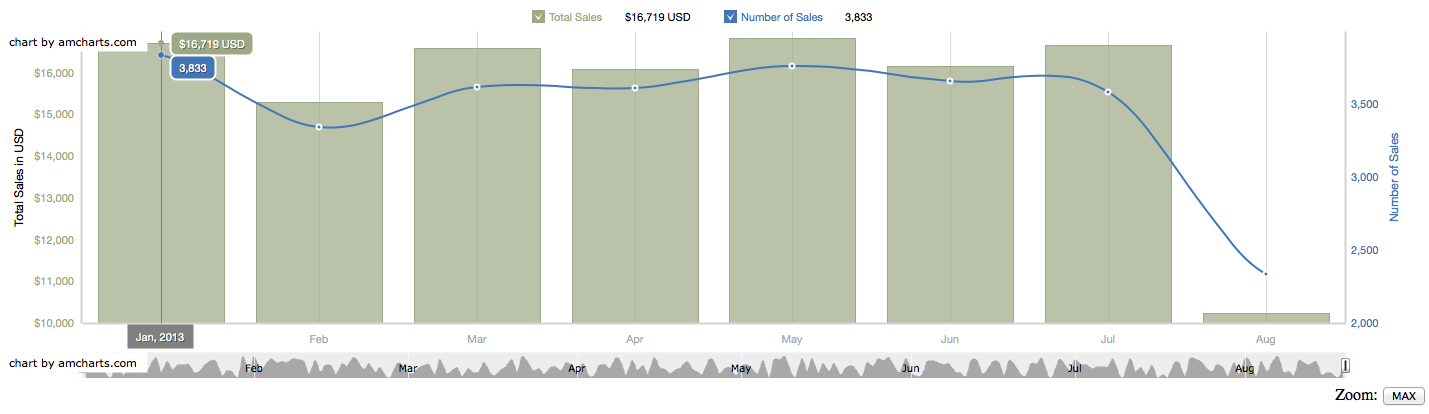 Total Sales $16,719 USD Number of Sales 3,833
chart by amcharts.com
$16,719 USD
3,833
$16,000
$15,000
$14,000
$13,000
$12,000
$11,000
$10,000
Total Sales in USD
3,500
3,000
2,500
2,000
Number of Sales
Jan, 2013 Feb Mar Apr May Jun Jul Aug
chart by amcharts.com
Feb Mar Apr May Jun Jul Aug
Zoom: MAX